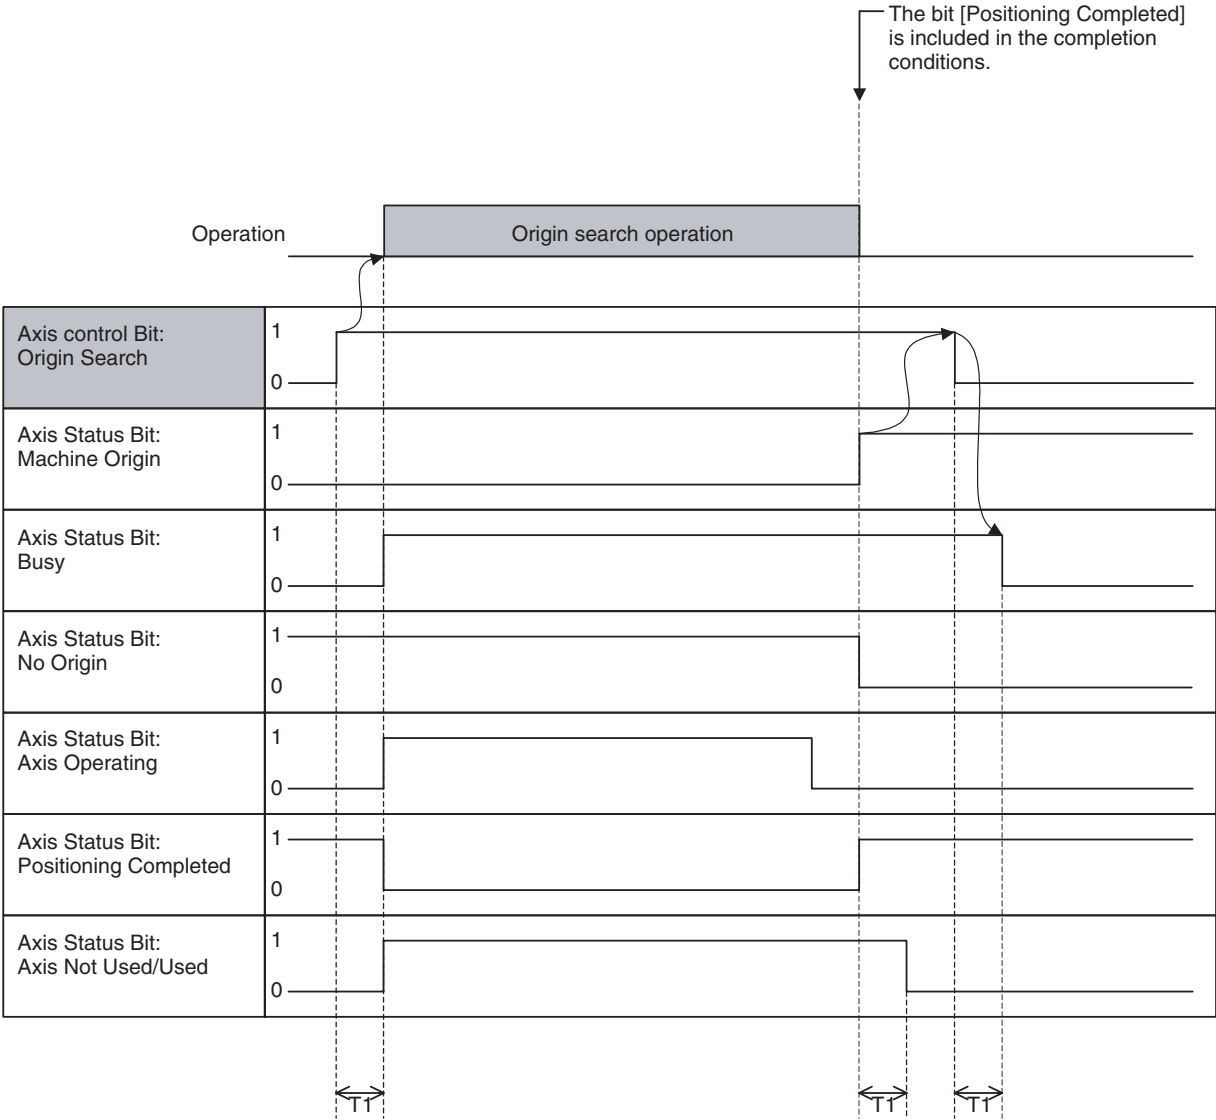 The bit [Positioning Completed]
is included in the completion
conditions.
Operation
Origin search operation
Axis control Bit:
Origin Search
1
0
Axis Status Bit:
Machine Origin
1
0
Axis Status Bit:
Busy
1
0
Axis Status Bit:
No Origin
1
0
Axis Status Bit:
Axis Operating
1
0
Axis Status Bit:
Positioning Completed
1
0
Axis Status Bit:
Axis Not Used/Used
1
0
T1
T1
T1